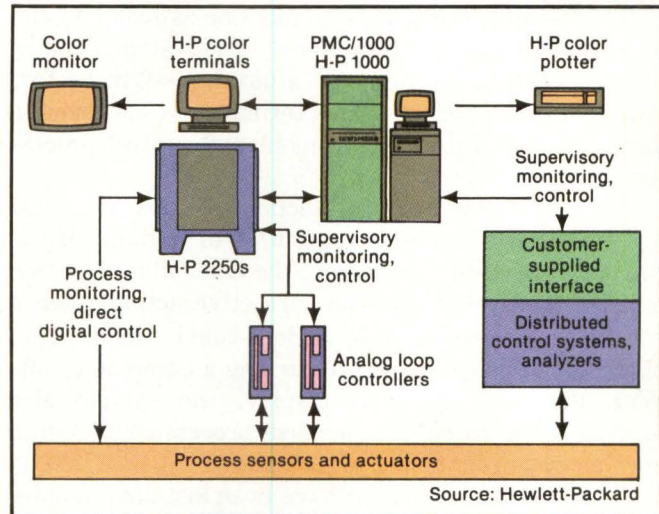 Color
monitor
H-P color
terminals
PMC/1000
H-P 1000
H-P color
plotter
Supervisory
monitoring,
control
H-P 2250s
Supervisory
monitoring,
control
Customer-
supplied
interface
Process
monitoring,
direct
digital control
Analog loop
controllers
Distributed
control systems,
analyzers
Process sensors and actuators
Source: Hewlett-Packard